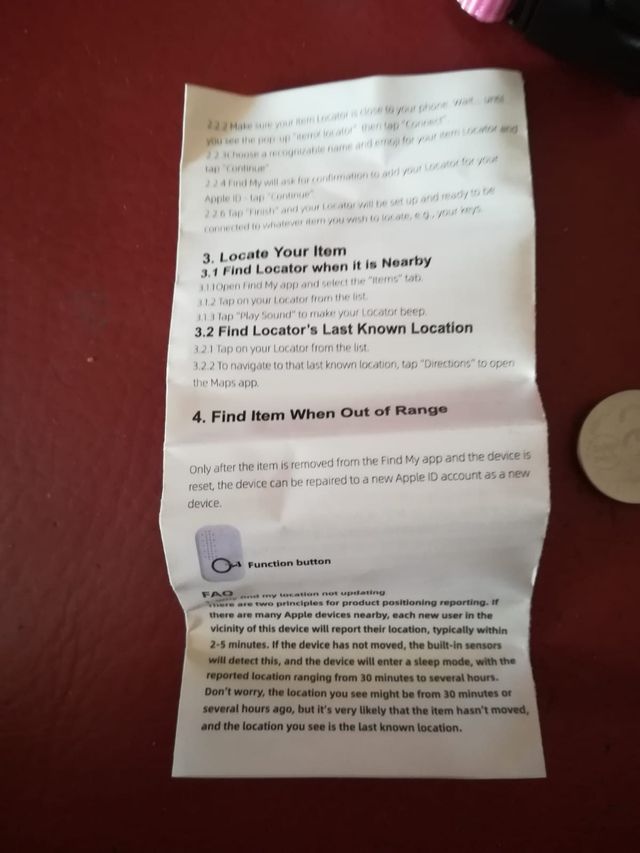 2.2.2 Make sure your Item Locator is close to your phone. Wait... until
you see the pop-up "Item Locator" then tap "Connect".
2.2.3Choose a recognizable name and emoji for your item Locator and
tap "Continue"
2.2.4 Find My will ask for confirmation to add your Locator for your
Apple ID - tap "Continue"
2.2.6 Tap "Finish" and your Locator will be set up and ready to be
connected to whatever item you wish to locate, e.g., your keys.
3. Locate Your Item
3.1 Find Locator when it is Nearby
3.1.1Open Find My app and select the "Items" tab.
3.1.2 Tap on your Locator from the list.
3.1.3 Tap "Play Sound" to make your Locator beep.
3.2 Find Locator's Last Known Location
3.2.1 Tap on your Locator from the list.
3.2.2 To navigate to that last known location, tap "Directions" to open
the Maps app.
4. Find Item When Out of Range
Only after the item is removed from the Find My app and the device is
reset, the device can be repaired to a new Apple ID account as a new
device.
Function button
FAQ
find my location not updating
There are two principles for product positioning reporting. If
there are many Apple devices nearby, each new user in the
vicinity of this device will report their location, typically within
2-5 minutes. If the device has not moved, the built-in sensors
will detect this, and the device will enter a sleep mode, with the
reported location ranging from 30 minutes to several hours.
Don't worry, the location you see might be from 30 minutes or
several hours ago, but it's very likely that the item hasn't moved,
and the location you see is the last known location.